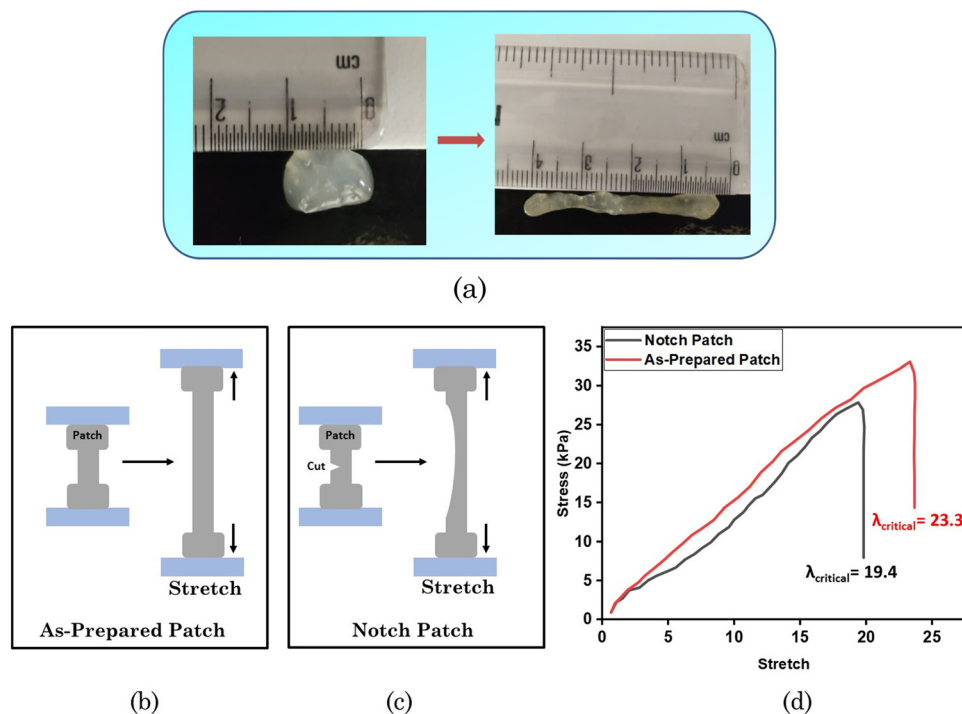 cm
2 1 0
1
cm
4 3 2 1 0
(a)
Patch
Stretch
As-Prepared Patch
Patch
Cut
Stretch
Notch Patch
Notch Patch
As-Prepared Patch
35
30
25
20
15
10
5
0
Stress (kPa)
λcritical= 23.3
λcritical= 19.4
0 5 10 15 20 25
Stretch
(b) (c) (d)